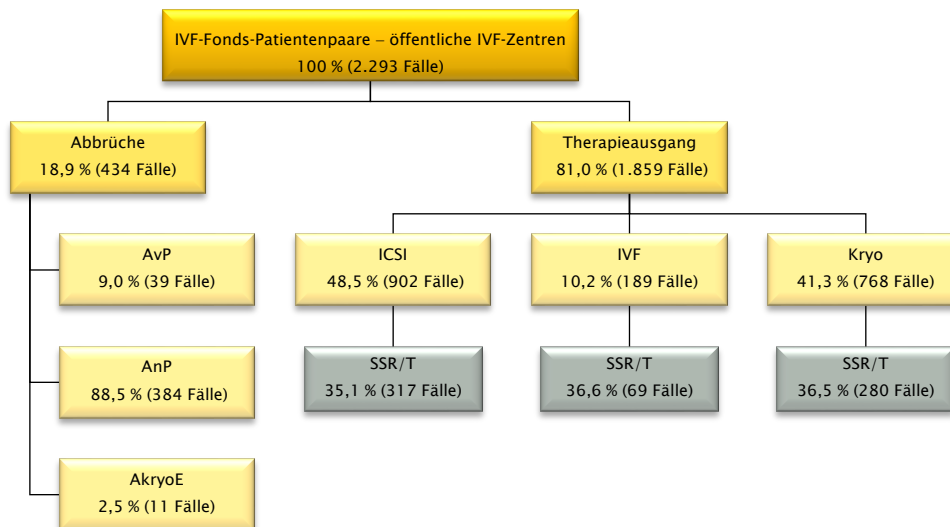 IVF-Fonds-Patientenpaare – öffentliche IVF-Zentren
100 % (2.293 Fälle)
Abbrüche
18,9 % (434 Fälle)
Therapieausgang
81,0 % (1.859 Fälle)
AvP
9,0 % (39 Fälle)
ICSI
48,5 % (902 Fälle)
IVF
10,2 % (189 Fälle)
Kryo
41,3 % (768 Fälle)
AnP
88,5 % (384 Fälle)
SSR/T
35,1 % (317 Fälle)
SSR/T
36,6 % (69 Fälle)
SSR/T
36,5 % (280 Fälle)
AkryoE
2,5 % (11 Fälle)